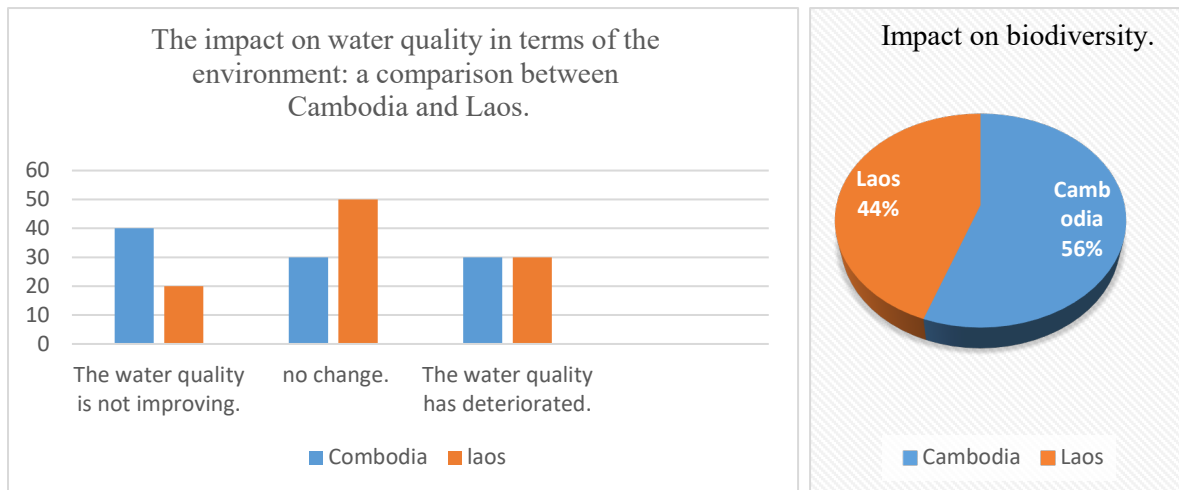 The impact on water quality in terms of the
environment: a comparison between
Cambodia and Laos.
60
50
40
30
20
10
0
The water quality
is not improving.
no change.
The water quality
has deteriorated.
Combodia
laos
Impact on biodiversity.
Laos
44%
Camb
odia
56%
Cambodia
Laos